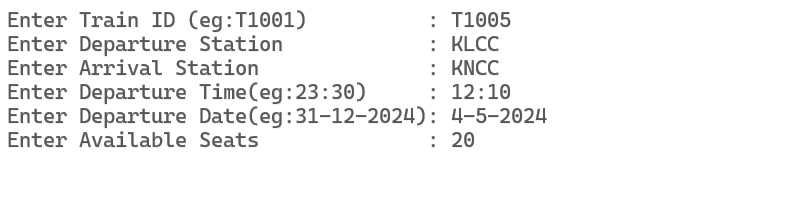 Enter Train ID (eg:T1001)          : T1005
Enter Departure Station            : KLCC
Enter Arrival Station              : KNCC
Enter Departure Time(eg:23:30)     : 12:10
Enter Departure Date(eg:31-12-2024): 4-5-2024
Enter Available Seats              : 20